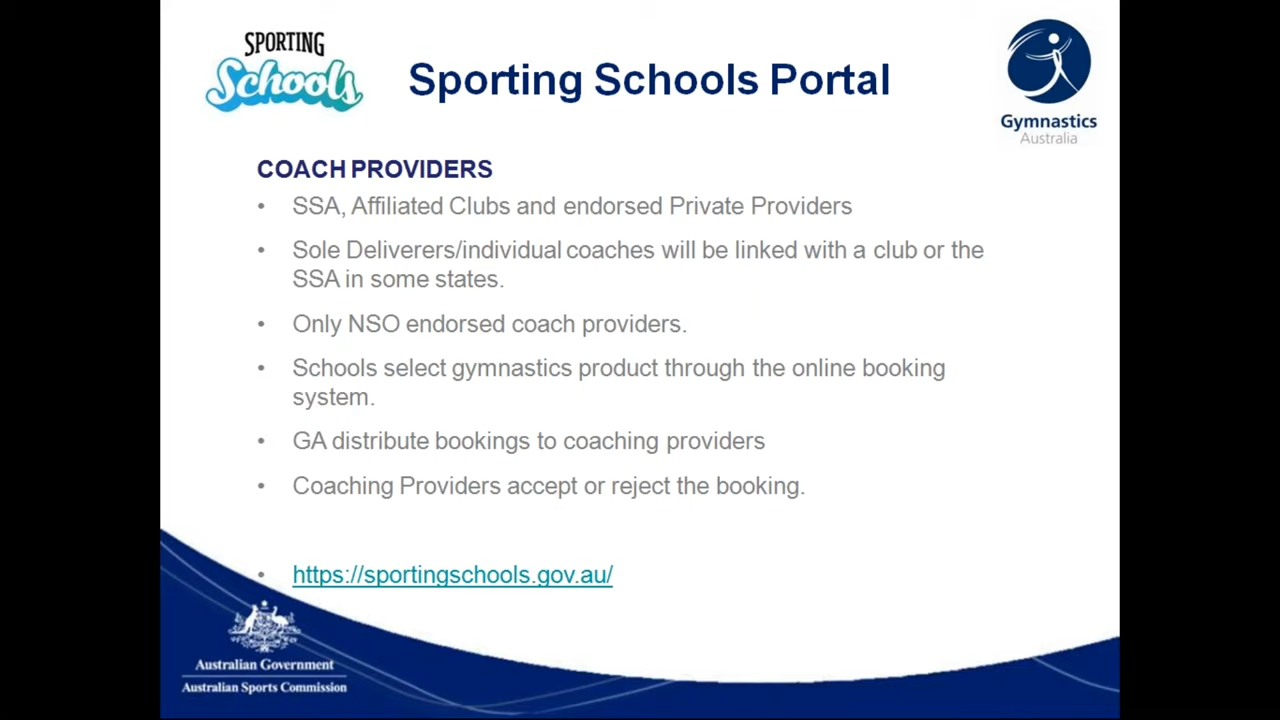 SPORTING
Schools
Sporting Schools Portal
Gymnastics
Australia
COACH PROVIDERS
• SSA, Affiliated Clubs and endorsed Private Providers
• Sole Deliverers/individual coaches will be linked with a club or the
SSA in some states.
• Only NSO endorsed coach providers.
• Schools select gymnastics product through the online booking
system.
• GA distribute bookings to coaching providers
• Coaching Providers accept or reject the booking.
• https://sportingschools.gov.au/
Australian Government
Australian Sports Commission